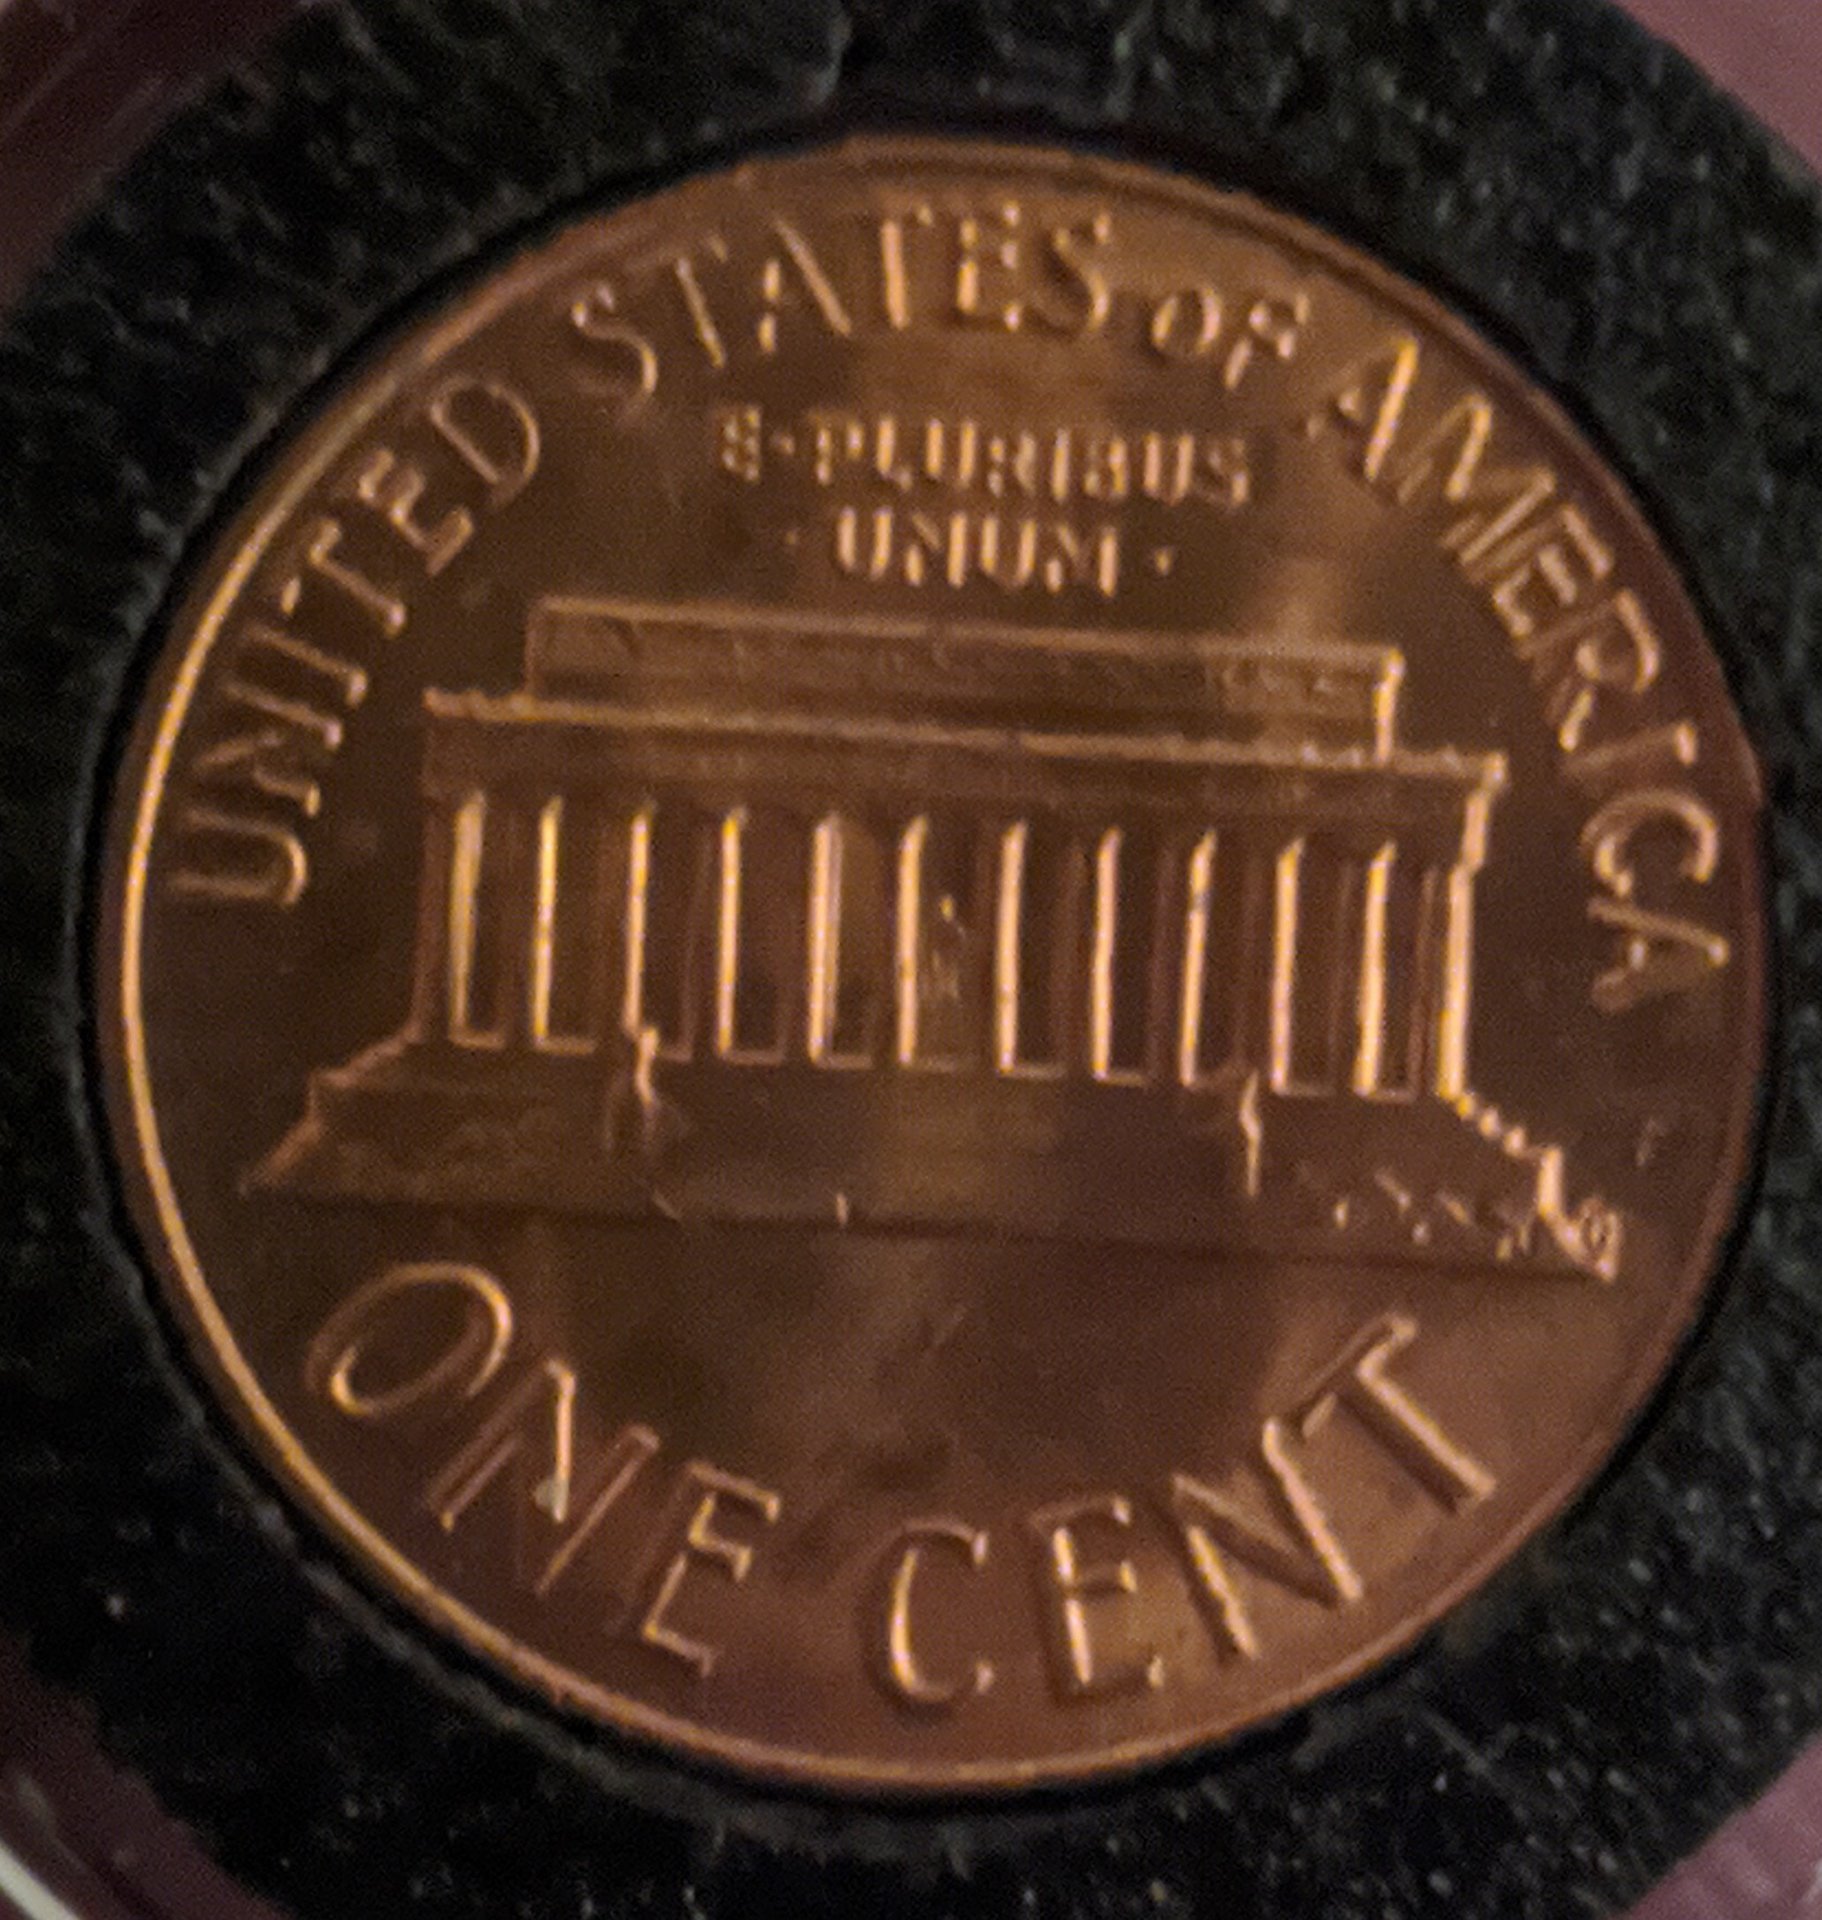 UNITED STATES OF AMERICA
E·PLURIBUS
·UNUM·
ONE CENT